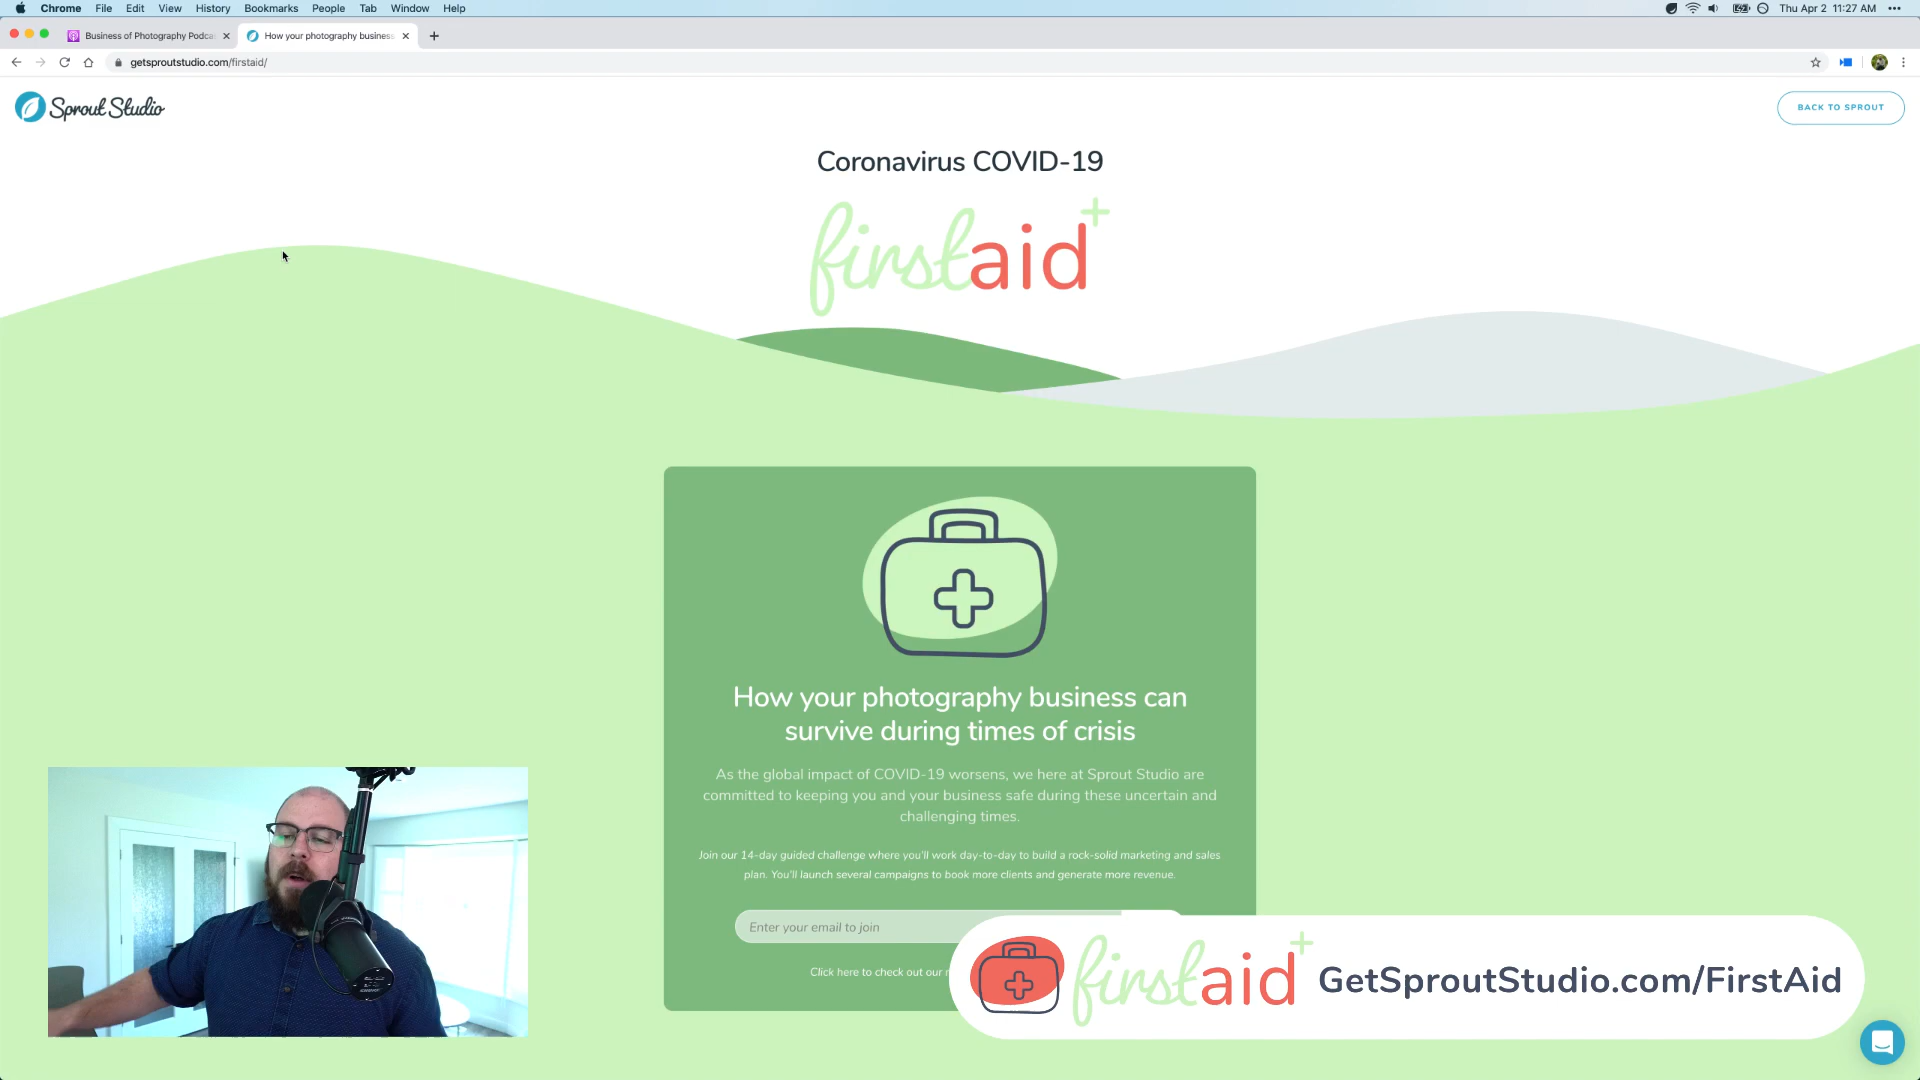 Chrome File Edit View History Bookmarks People Tab Window Help Thu Apr 2 11:27 AM
Business of Photography Podca How your photography business
getsproutstudio.com/firstaid/
Sprout Studio
BACK TO SPROUT
Coronavirus COVID-19
firstaid+
How your photography business can
survive during times of crisis
As the global impact of COVID-19 worsens, we here at Sprout Studio are
committed to keeping you and your business safe during these uncertain and
challenging times.
Join our 14-day guided challenge where you'll work day-to-day to build a rock-solid marketing and sales
plan. You'll launch several campaigns to book more clients and generate more revenue.
Enter your email to join
Click here to check out our
firstaid+ GetSproutStudio.com/FirstAid